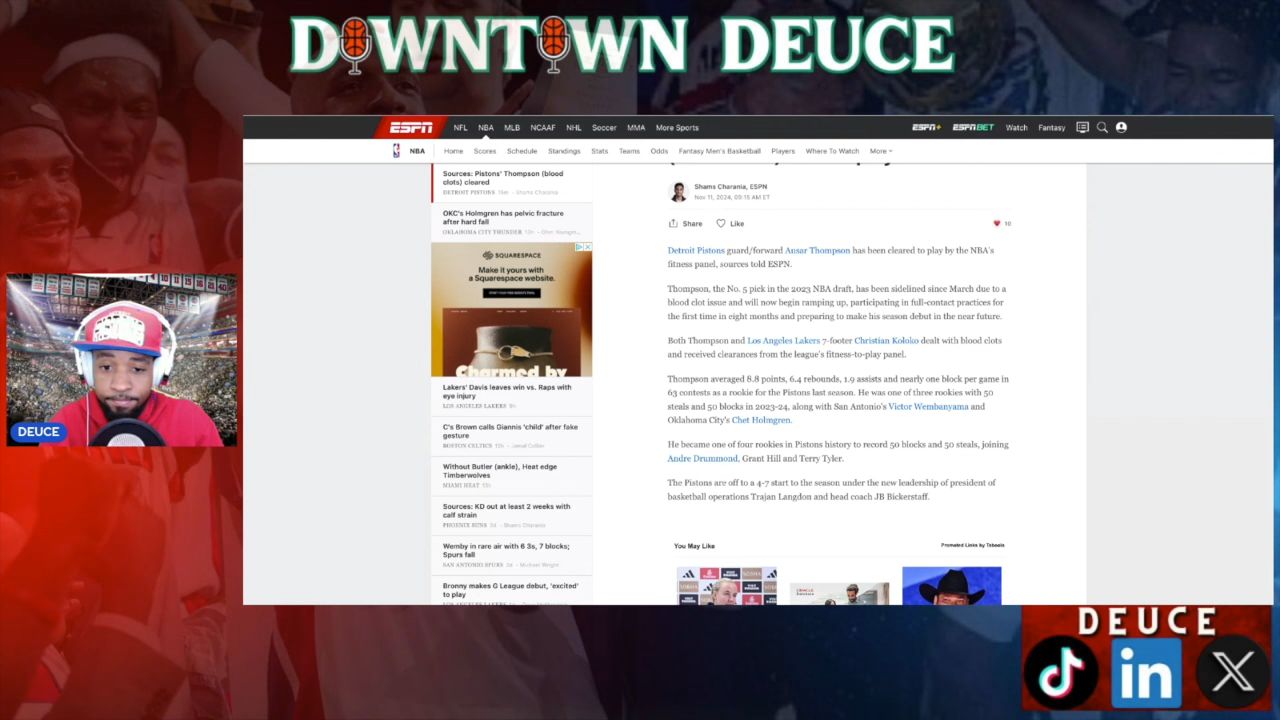 DOWNTOWN DEUCE
ESPN NFL NBA MLB NCAAF NHL Soccer MMA More Sports ESPN+ ESPN BET Watch Fantasy
NBA Home Scores Schedule Standings Stats Teams Odds Fantasy Men's Basketball Players Where To Watch More
Sources: Pistons' Thompson (blood
clots) cleared
DETROIT PISTONS 15m - Shams Charania
OKC's Holmgren has pelvic fracture
after hard fall
OKLAHOMA CITY THUNDER
SQUARESPACE
Make it yours with
a Squarespace website.
Charmed by
Lakers' Davis leaves win vs. Raps with
eye injury
LOS ANGELES LAKERS
C's Brown calls Giannis 'child' after fake
gesture
BOSTON CELTICS 12h - Jamal Collier
Without Butler (ankle), Heat edge
Timberwolves
MIAMI HEAT
Sources: KD out at least 2 weeks with
calf strain
PHOENIX SUNS 2d - Shams Charania
Wemby in rare air with 6 3s, 7 blocks;
Spurs fall
SAN ANTONIO SPURS 2d - Michael Wright
Bronny makes G League debut, 'excited'
to play
Shams Charania, ESPN
Nov 11, 2024, 09:15 AM ET
Share Like 10
Detroit Pistons guard/forward Ausar Thompson has been cleared to play by the NBA's
fitness panel, sources told ESPN.
Thompson, the No. 5 pick in the 2023 NBA draft, has been sidelined since March due to a
blood clot issue and will now begin ramping up, participating in full-contact practices for
the first time in eight months and preparing to make his season debut in the near future.
Both Thompson and Los Angeles Lakers 7-footer Christian Koloko dealt with blood clots
and received clearances from the league's fitness-to-play panel.
Thompson averaged 8.8 points, 6.4 rebounds, 1.9 assists and nearly one block per game in
63 contests as a rookie for the Pistons last season. He was one of three rookies with 50
steals and 50 blocks in 2023-24, along with San Antonio's Victor Wembanyama and
Oklahoma City's Chet Holmgren.
He became one of four rookies in Pistons history to record 50 blocks and 50 steals, joining
Andre Drummond, Grant Hill and Terry Tyler.
The Pistons are off to a 4-7 start to the season under the new leadership of president of
basketball operations Trajan Langdon and head coach JB Bickerstaff.
You May Like Promoted Links by Taboola
DEUCE
DEUCE
in